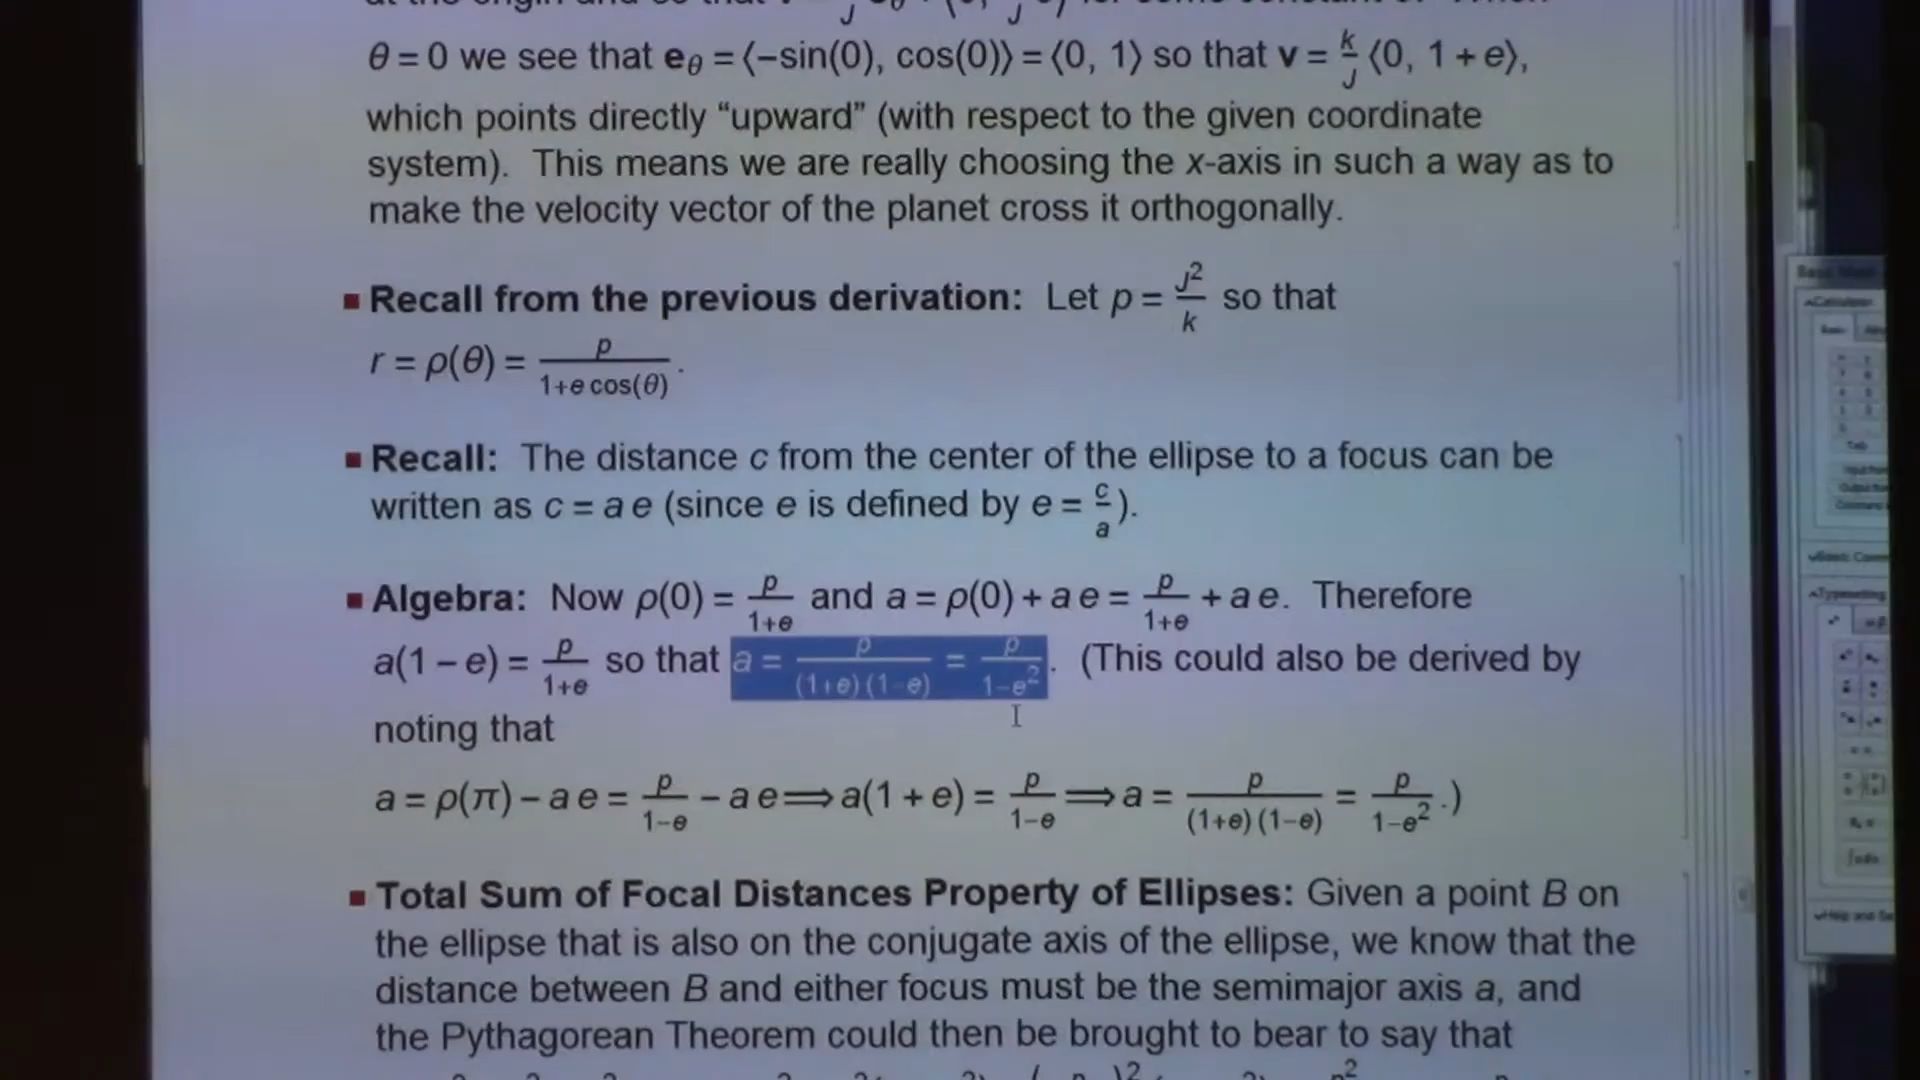 θ = 0 we see that e_θ = ⟨−sin(0), cos(0)⟩ = ⟨0, 1⟩ so that v = k/J ⟨0, 1 + e⟩,
which points directly “upward” (with respect to the given coordinate
system). This means we are really choosing the x-axis in such a way as to
make the velocity vector of the planet cross it orthogonally.
▪ Recall from the previous derivation: Let p = J²/k so that
r = ρ(θ) = p/(1+e cos(θ)).
▪ Recall: The distance c from the center of the ellipse to a focus can be
written as c = a e (since e is defined by e = c/a).
▪ Algebra: Now ρ(0) = p/(1+e) and a = ρ(0) + a e = p/(1+e) + a e. Therefore
a(1 − e) = p/(1+e) so that a = p/((1+e) (1−e)) = p/(1−e²). (This could also be derived by
noting that
a = ρ(π) − a e = p/(1−e) − a e ⟹ a(1 + e) = p/(1−e) ⟹ a = p/((1+e) (1−e)) = p/(1−e²).)
▪ Total Sum of Focal Distances Property of Ellipses: Given a point B on
the ellipse that is also on the conjugate axis of the ellipse, we know that the
distance between B and either focus must be the semimajor axis a, and
the Pythagorean Theorem could then be brought to bear to say that